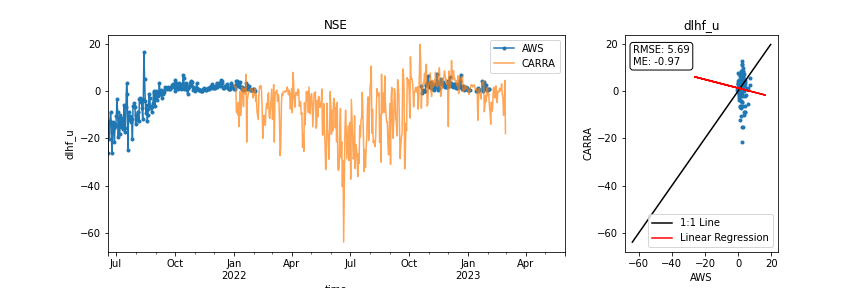 NSE
dlhf_u
20
0
−20
−40
−60
AWS
CARRA
Jul
Oct
Jan
2022
Apr
Jul
Oct
Jan
2023
Apr
time
dlhf_u
CARRA
20
0
−20
−40
−60
RMSE: 5.69
ME: -0.97
1:1 Line
Linear Regression
−60
−40
−20
0
20
AWS